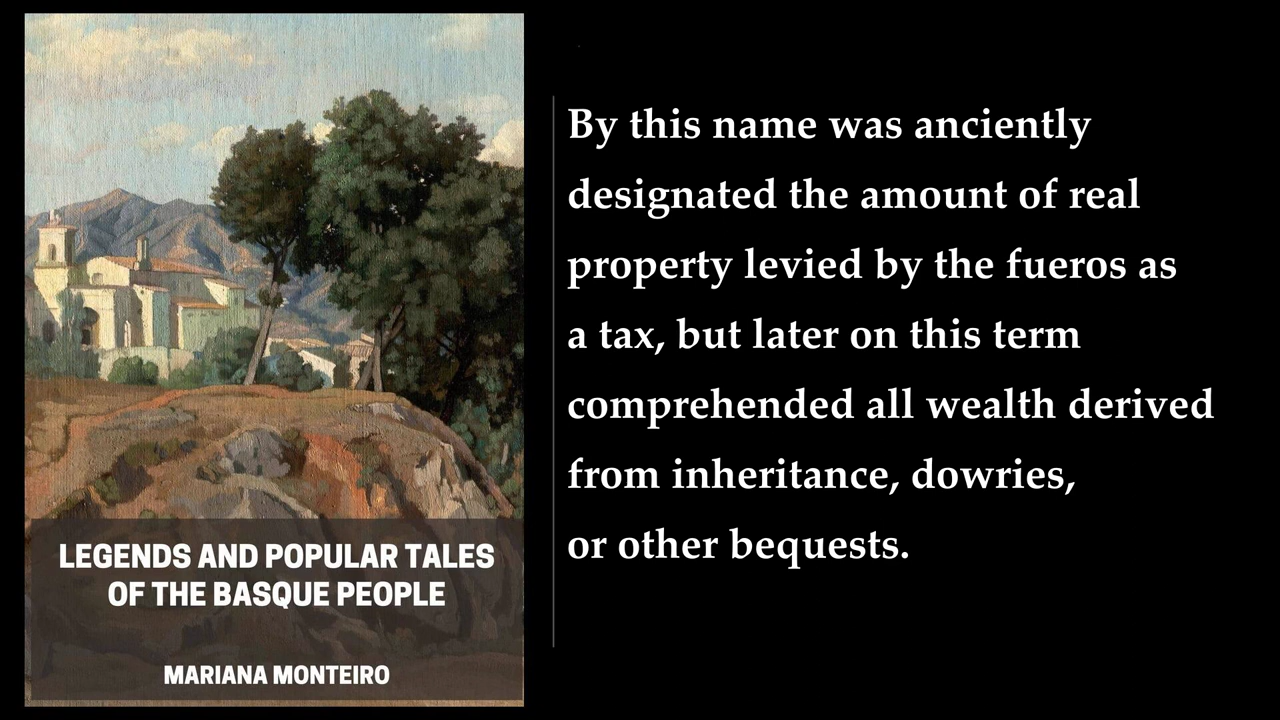 By this name was anciently
designated the amount of real
property levied by the fueros as
a tax, but later on this term
comprehended all wealth derived
from inheritance, dowries,
or other bequests.
LEGENDS AND POPULAR TALES
OF THE BASQUE PEOPLE
MARIANA MONTEIRO